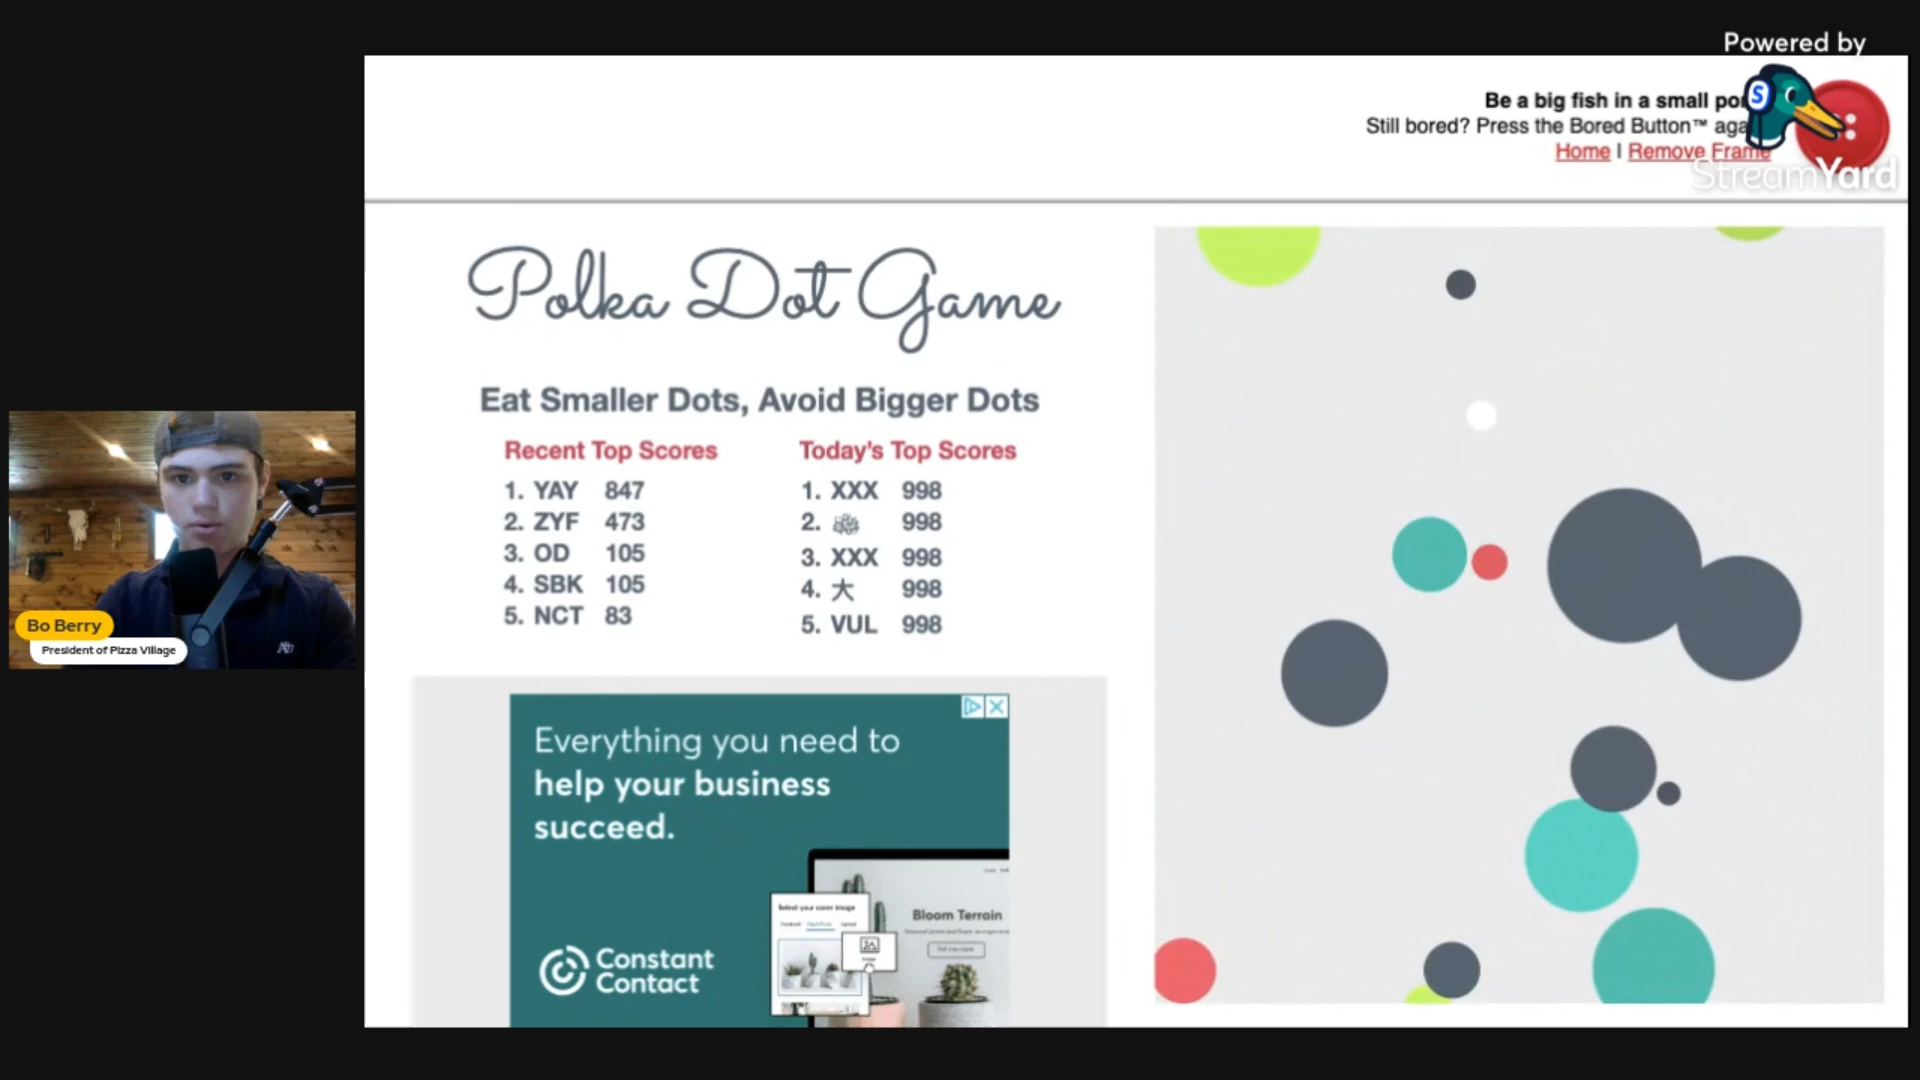 Powered by
StreamYard
Be a big fish in a small
Still bored? Press the Bored Button™
Home | Remove Frame
Polka Dot Game
Eat Smaller Dots, Avoid Bigger Dots
Recent Top Scores
1. YAY 847
2. ZYF 473
3. OD 105
4. SBK 105
5. NCT 83
Today's Top Scores
1. XXX 998
2. 998
3. XXX 998
4. 大 998
5. VUL 998
Bo Berry
President of Pizza Village
Everything you need to
help your business
succeed.
Constant
Contact
Select your cover image
Bloom Terrain